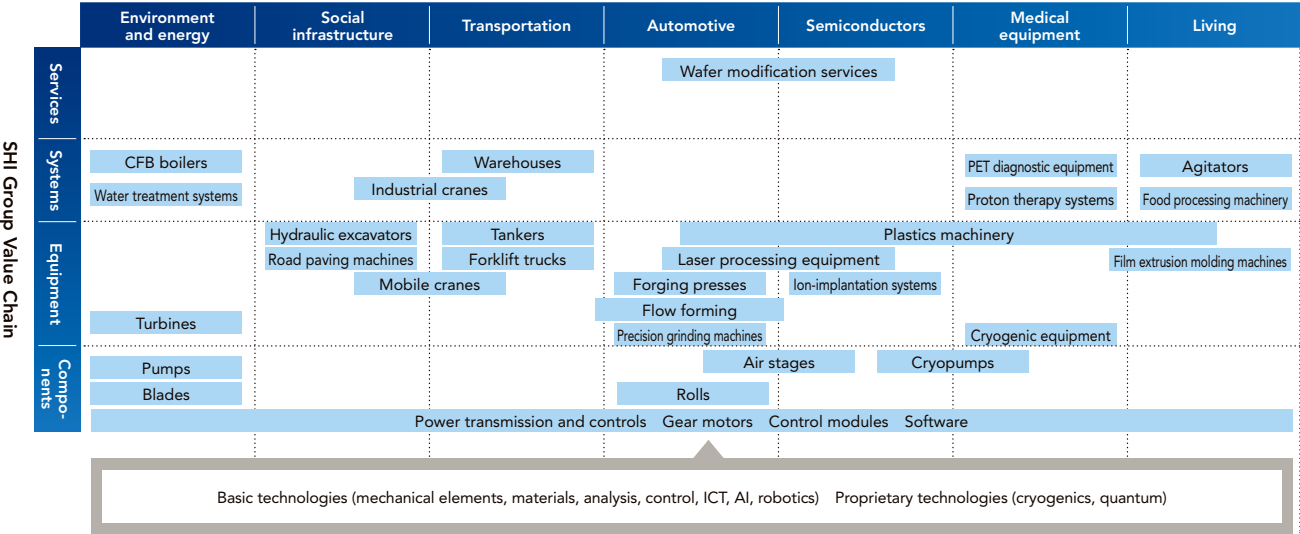 Environment
and energy
Social
infrastructure
Transportation
Automotive
Semiconductors
Medical
equipment
Living
SHI Group Value Chain
Services
Wafer modification services
Systems
CFB boilers
Warehouses
PET diagnostic equipment
Agitators
Water treatment systems
Industrial cranes
Proton therapy systems
Food processing machinery
Equipment
Hydraulic excavators
Tankers
Plastics machinery
Road paving machines
Forklift trucks
Laser processing equipment
Film extrusion molding machines
Mobile cranes
Forging presses
Ion-implantation systems
Flow forming
Turbines
Precision grinding machines
Cryogenic equipment
Compo-
nents
Pumps
Air stages
Cryopumps
Blades
Rolls
Power transmission and controls Gear motors Control modules Software
Basic technologies (mechanical elements, materials, analysis, control, ICT, AI, robotics) Proprietary technologies (cryogenics, quantum)